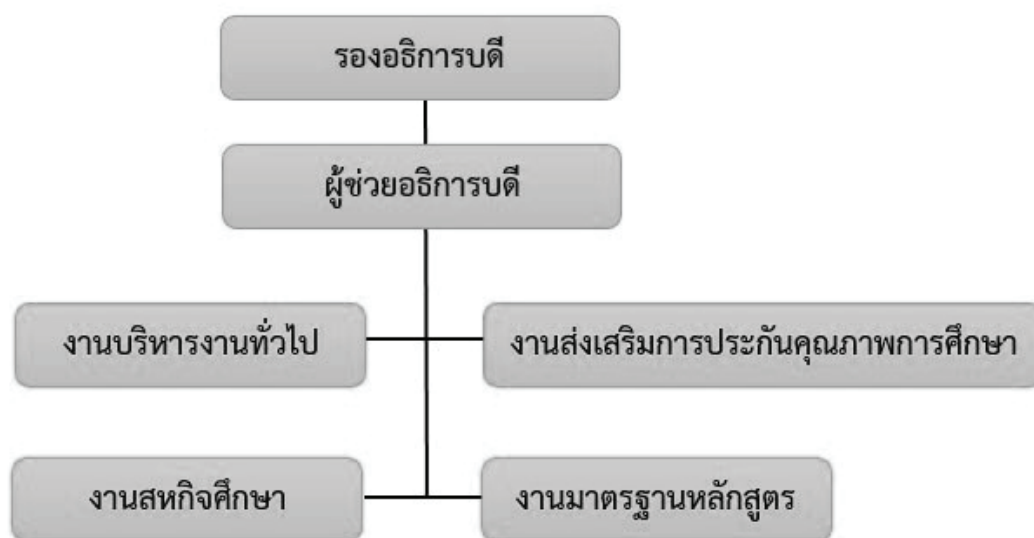 รองอธิการบดี
ผู้ช่วยอธิการบดี
งานบริหารงานทั่วไป
งานส่งเสริมการประกันคุณภาพการศึกษา
งานสหกิจศึกษา
งานมาตรฐานหลักสูตร